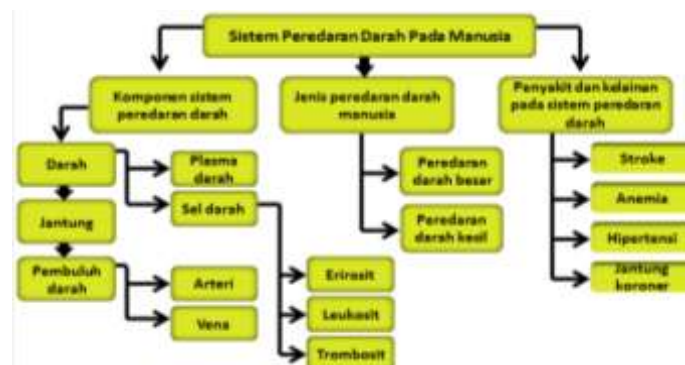 Sistem Peredaran Darah Pada Manusia
Komponen sistem
peredaran darah
Jenis peredaran darah
manusia
Penyakit dan kelainan
pada sistem peredaran
darah
Darah
Plasma
darah
Sel darah
Jantung
Pembuluh
darah
Arteri
Vena
Erirosit
Leukosit
Trombosit
Peredaran
darah besar
Peredaran
darah kecil
Stroke
Anemia
Hipertensi
Jantung
koroner